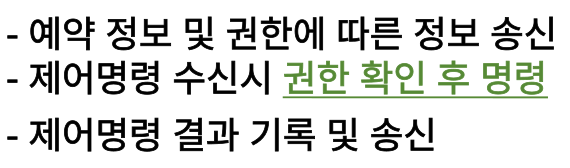 - 예약 정보 및 권한에 따른 정보 송신
- 제어명령 수신시 권한 확인 후 명령
- 제어명령 결과 기록 및 송신